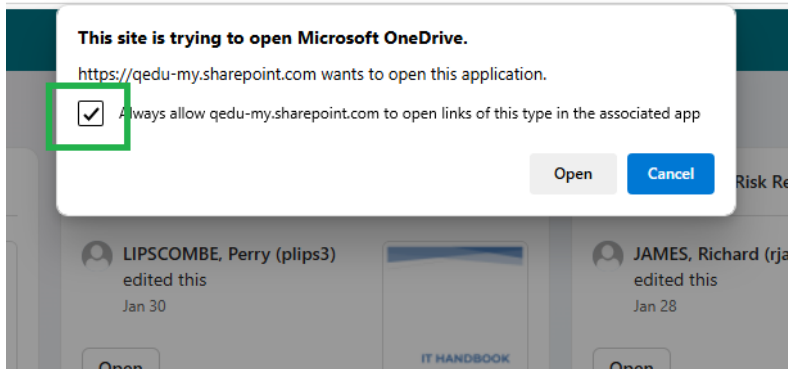 This site is trying to open Microsoft OneDrive.
https://qedu-my.sharepoint.com wants to open this application.
Always allow qedu-my.sharepoint.com to open links of this type in the associated app
Open
Cancel
Risk Re
LIPSCOMBE, Perry (plips3)
edited this
Jan 30
JAMES, Richard (rja
edited this
Jan 28
IT HANDBOOK
Open
Open